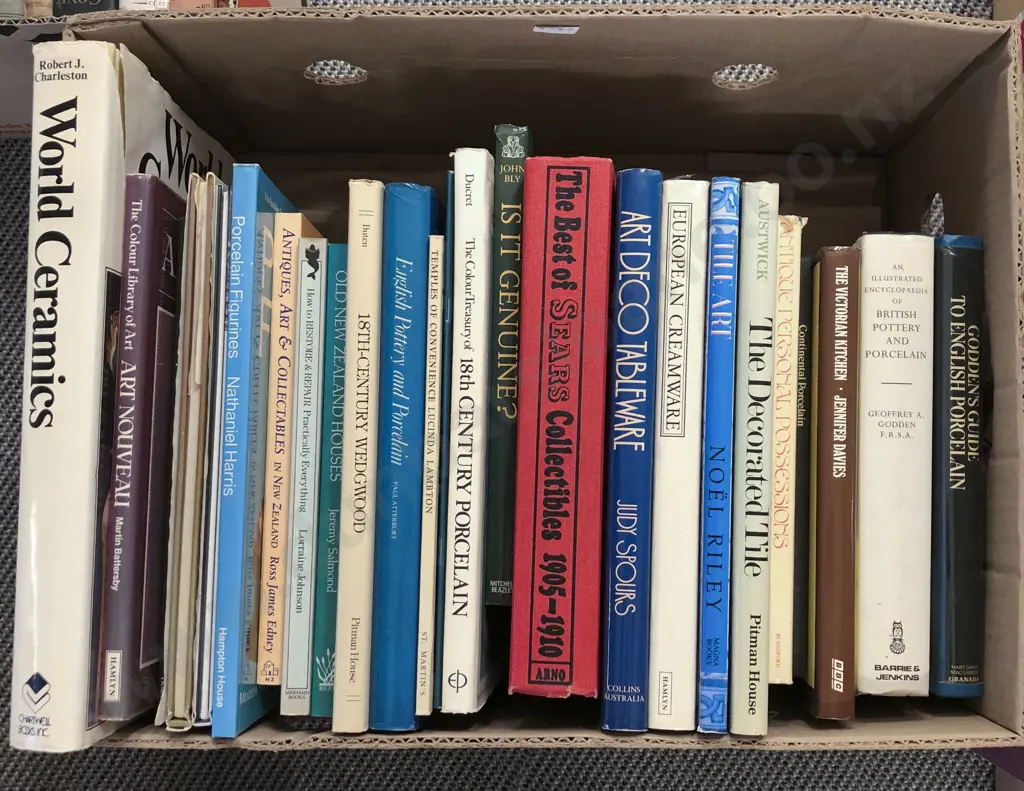 Robert J.
Charleston
World Ceramics
CHARTWELL
BOOKS INC.
World
The Colour Library of Art ART NOUVEAU Martin Battersby
HAMLYN
Porcelain Figurines Nathaniel Harris
Hampton House
ANTIQUES, ART & COLLECTABLES IN NEW ZEALAND ROSS JAMES EDNEY
How to RESTORE & REPAIR Practically Everything Lorraine Johnson
MERMAID
BOOKS
OLD NEW ZEALAND HOUSES Jeremy Salmond
Buten
18TH-CENTURY WEDGWOOD
Pitman House
English Pottery and Porcelain PAUL ATTERBURY
TEMPLES OF CONVENIENCE LUCINDA LAMBTON
ST. MARTIN'S
Ducret
The Colour Treasury of 18th CENTURY PORCELAIN
JOHN
BLY
IS IT GENUINE?
MITCHELL
BEAZLEY
The Best of SEARS Collectibles 1905-1910
ARNO
ART DECO TABLEWARE JUDY SPOURS
COLLINS
AUSTRALIA
EUROPEAN CREAMWARE
HAMLYN
TILE ART NOËL RILEY
MAGNA
BOOKS
AUSTWICK
The Decorated Tile
Pitman House
ANTIQUE PERSONAL POSSESSIONS
BLANDFORD
Continental Porcelain
THE VICTORIAN KITCHEN · JENNIFER DAVIES
BBC
AN
ILLUSTRATED
ENCYCLOPAEDIA
OF
BRITISH
POTTERY
AND
PORCELAIN
GEOFFREY A.
GODDEN
F.R.S.A.
BARRIE &
JENKINS
GODDEN'S GUIDE
TO ENGLISH PORCELAIN
HART-DAVIS
MACGIBBON
GRANADA